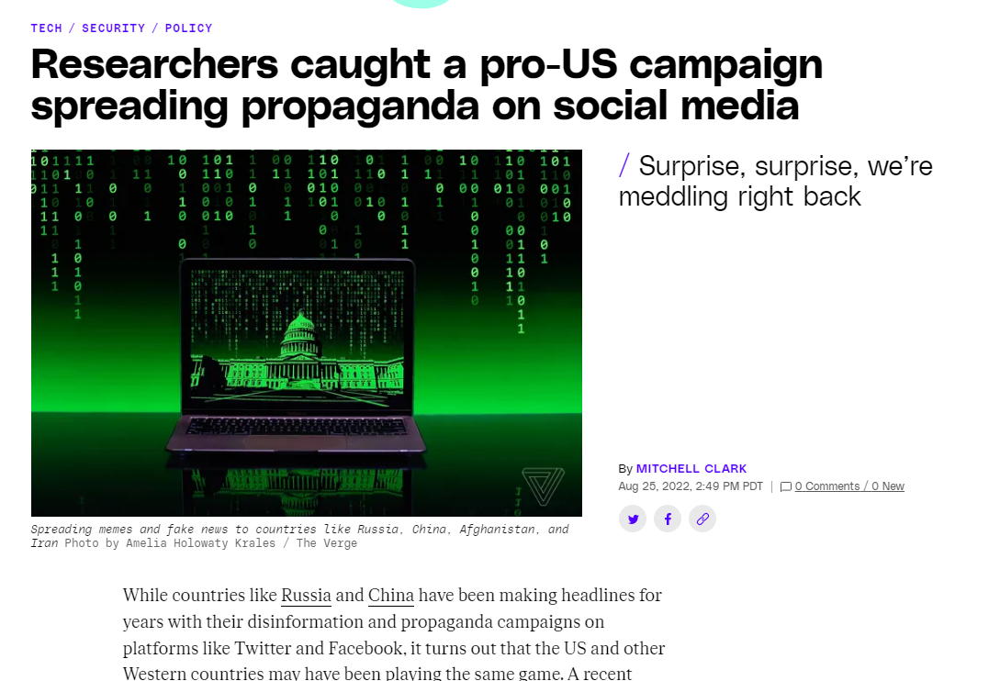 TECH / SECURITY / POLICY
Researchers caught a pro-US campaign
spreading propaganda on social media
/ Surprise, surprise, we’re
meddling right back
By MITCHELL CLARK
Aug 25, 2022, 2:49 PM PDT | 0 Comments / 0 New
Spreading memes and fake news to countries like Russia, China, Afghanistan, and
Iran Photo by Amelia Holowaty Krales / The Verge
While countries like Russia and China have been making headlines for
years with their disinformation and propaganda campaigns on
platforms like Twitter and Facebook, it turns out that the US and other
Western countries may have been playing the same game. A recent